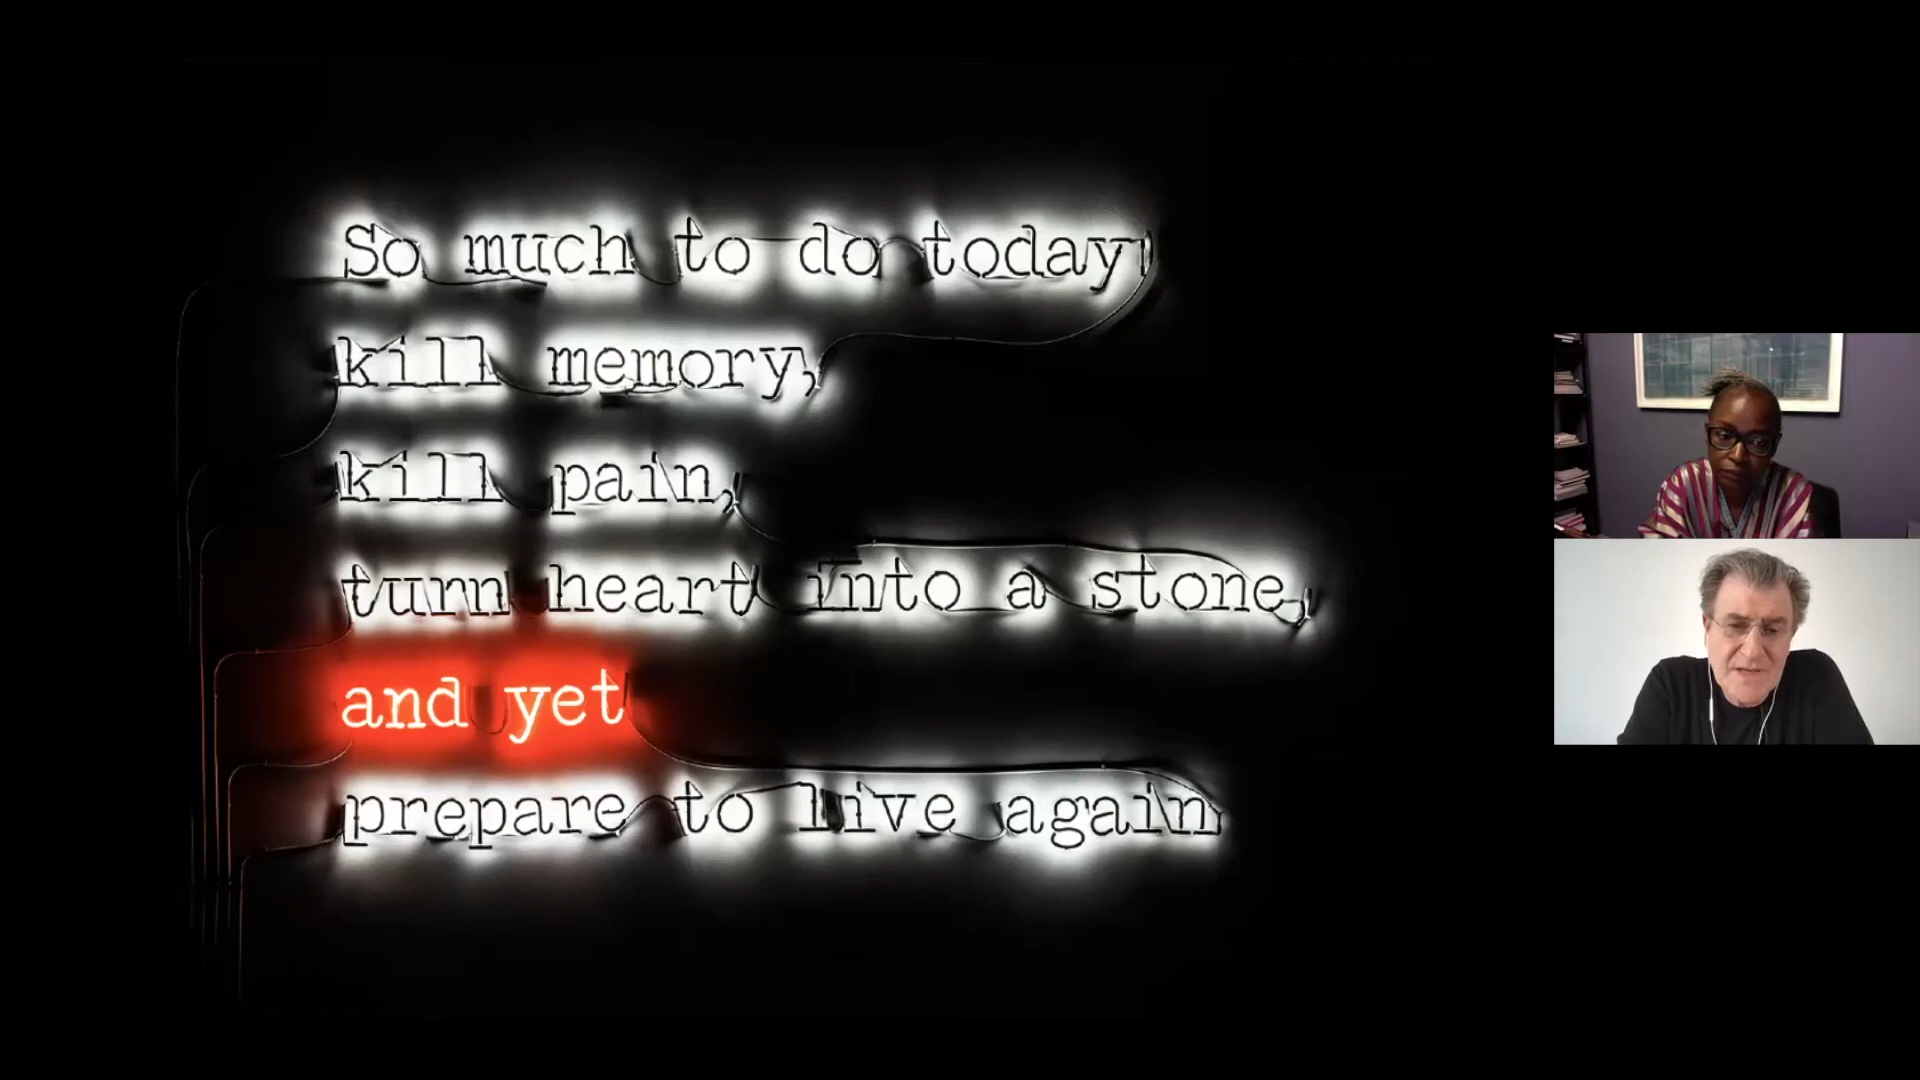 So much to do today:
kill memory,
kill pain,
turn heart into a stone,
and yet
prepare to live again